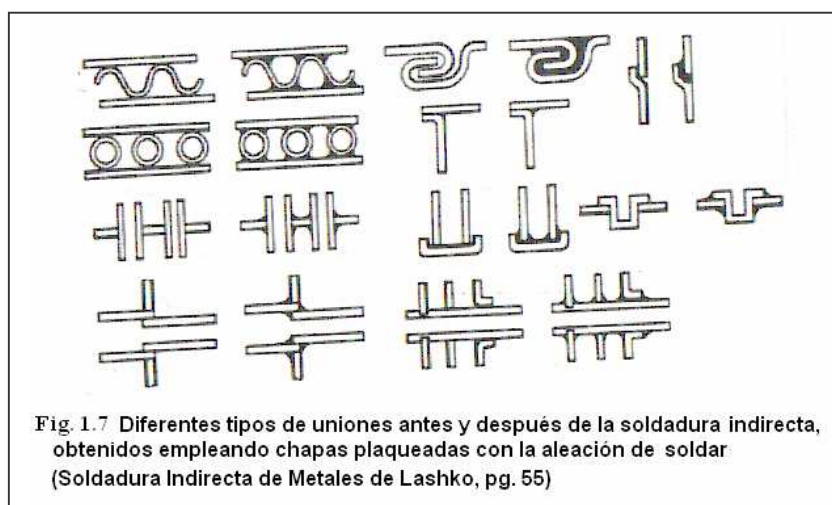 Fig. 1.7 Diferentes tipos de uniones antes y después de la soldadura indirecta,
obtenidos empleando chapas plaqueadas con la aleación de soldar
(Soldadura Indirecta de Metales de Lashko, pg. 55)